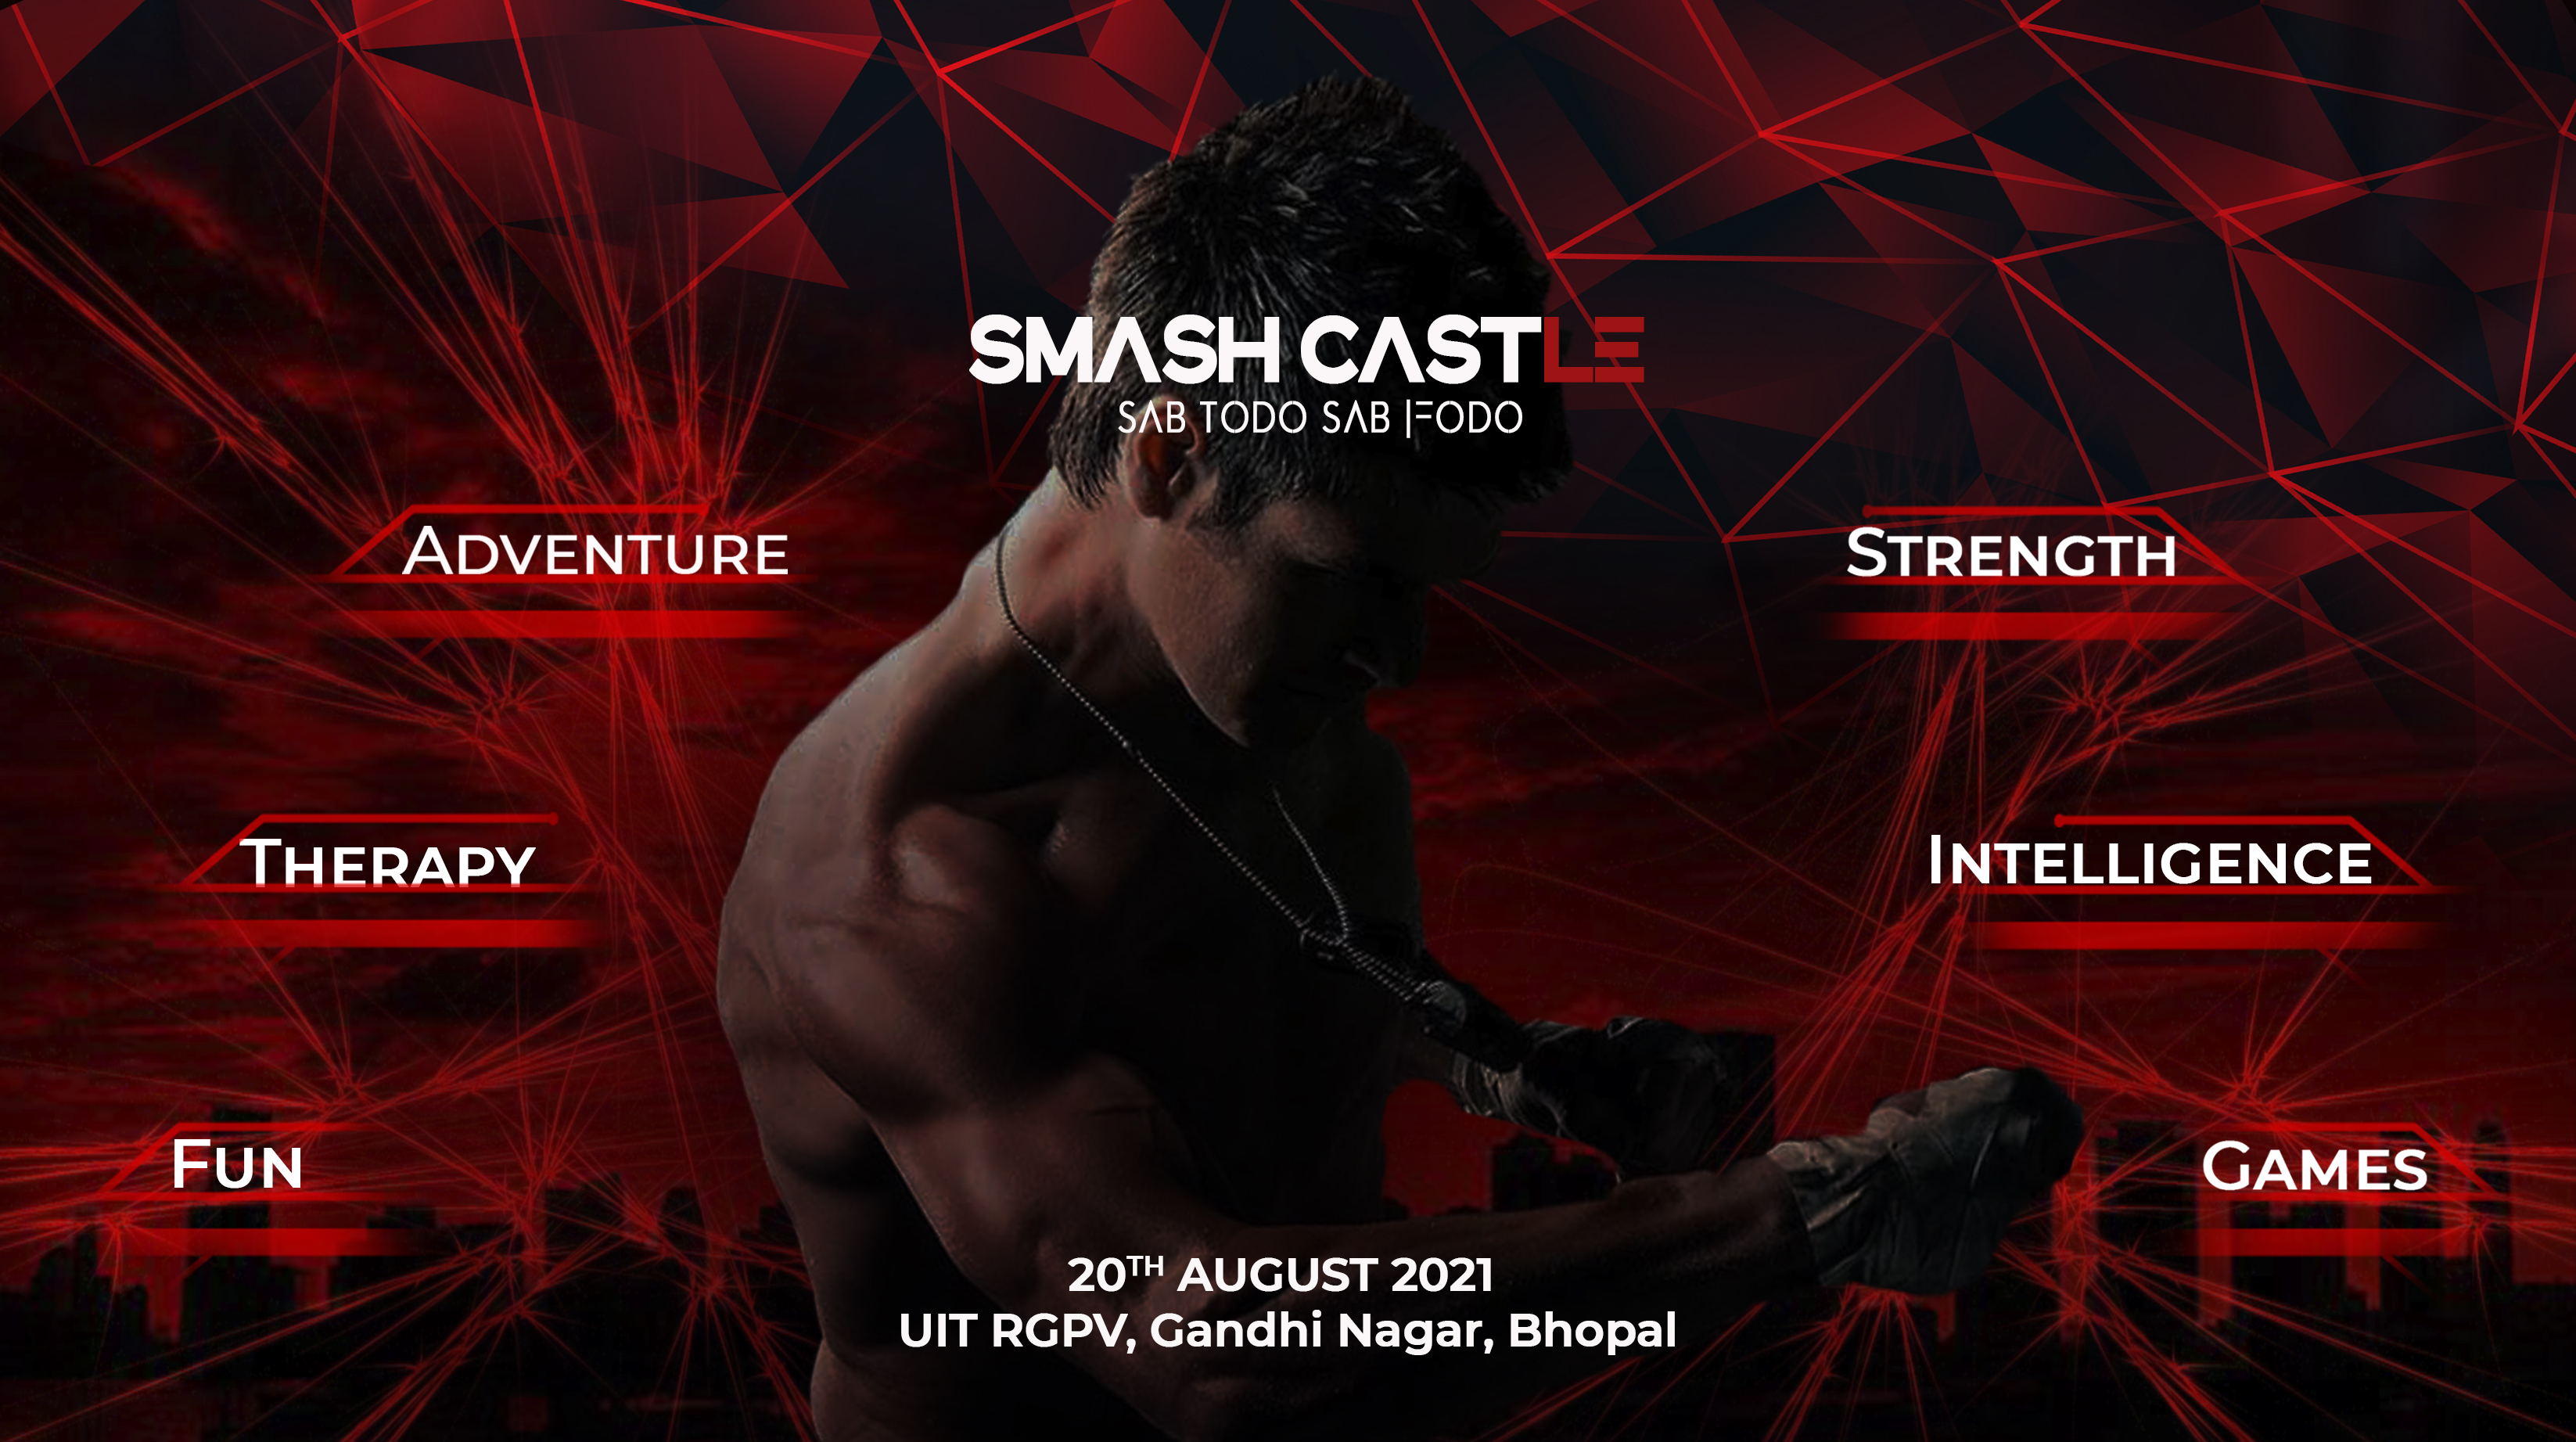 SMASH CASTLE
SAB TODO SAB FODO
ADVENTURE
STRENGTH
THERAPY
INTELLIGENCE
FUN
GAMES
20TH AUGUST 2021
UIT RGPV, Gandhi Nagar, Bhopal